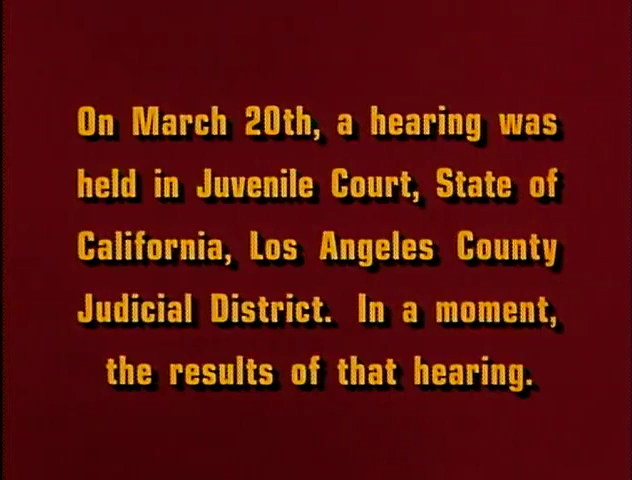 On March 20th, a hearing was
held in Juvenile Court, State of
California, Los Angeles County
Judicial District. In a moment,
the results of that hearing.